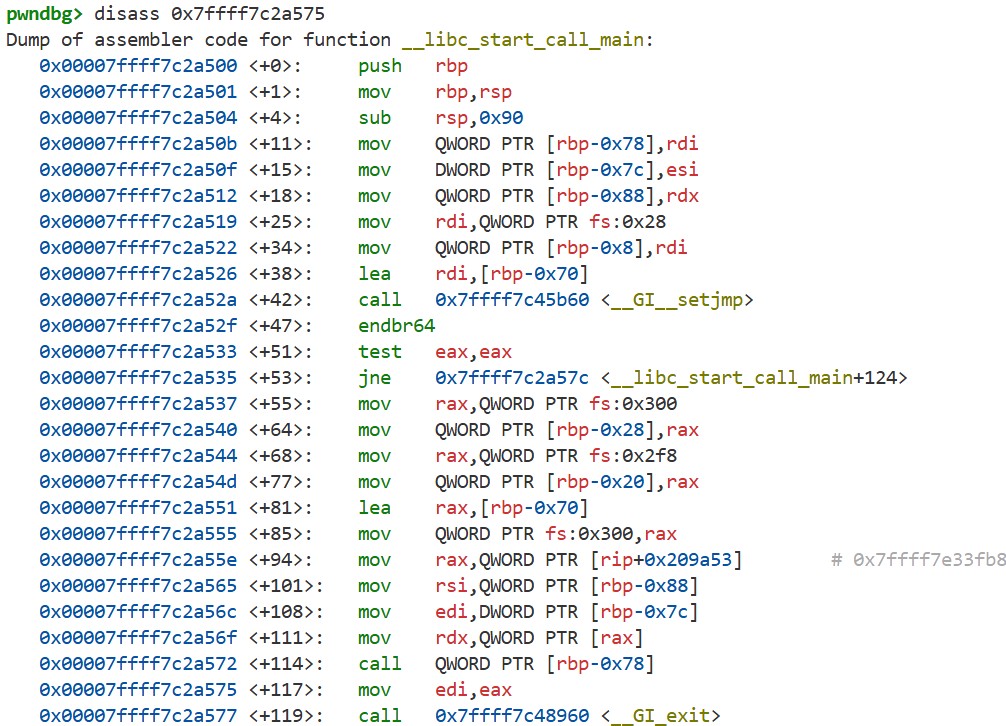 pwndbg> disass 0x7ffff7c2a575
Dump of assembler code for function __libc_start_call_main:
0x00007ffff7c2a500 <+0>: push rbp
0x00007ffff7c2a501 <+1>: mov rbp,rsp
0x00007ffff7c2a504 <+4>: sub rsp,0x90
0x00007ffff7c2a50b <+11>: mov QWORD PTR [rbp-0x78],rdi
0x00007ffff7c2a50f <+15>: mov DWORD PTR [rbp-0x7c],esi
0x00007ffff7c2a512 <+18>: mov QWORD PTR [rbp-0x88],rdx
0x00007ffff7c2a519 <+25>: mov rdi,QWORD PTR fs:0x28
0x00007ffff7c2a522 <+34>: mov QWORD PTR [rbp-0x8],rdi
0x00007ffff7c2a526 <+38>: lea rdi,[rbp-0x70]
0x00007ffff7c2a52a <+42>: call 0x7ffff7c45b60 <__GI__setjmp>
0x00007ffff7c2a52f <+47>: endbr64
0x00007ffff7c2a533 <+51>: test eax,eax
0x00007ffff7c2a535 <+53>: jne 0x7ffff7c2a57c <__libc_start_call_main+124>
0x00007ffff7c2a537 <+55>: mov rax,QWORD PTR fs:0x300
0x00007ffff7c2a540 <+64>: mov QWORD PTR [rbp-0x28],rax
0x00007ffff7c2a544 <+68>: mov rax,QWORD PTR fs:0x2f8
0x00007ffff7c2a54d <+77>: mov QWORD PTR [rbp-0x20],rax
0x00007ffff7c2a551 <+81>: lea rax,[rbp-0x70]
0x00007ffff7c2a555 <+85>: mov QWORD PTR fs:0x300,rax
0x00007ffff7c2a55e <+94>: mov rax,QWORD PTR [rip+0x209a53] # 0x7ffff7e33fb8
0x00007ffff7c2a565 <+101>: mov rsi,QWORD PTR [rbp-0x88]
0x00007ffff7c2a56c <+108>: mov edi,DWORD PTR [rbp-0x7c]
0x00007ffff7c2a56f <+111>: mov rdx,QWORD PTR [rax]
0x00007ffff7c2a572 <+114>: call QWORD PTR [rbp-0x78]
0x00007ffff7c2a575 <+117>: mov edi,eax
0x00007ffff7c2a577 <+119>: call 0x7ffff7c48960 <__GI_exit>